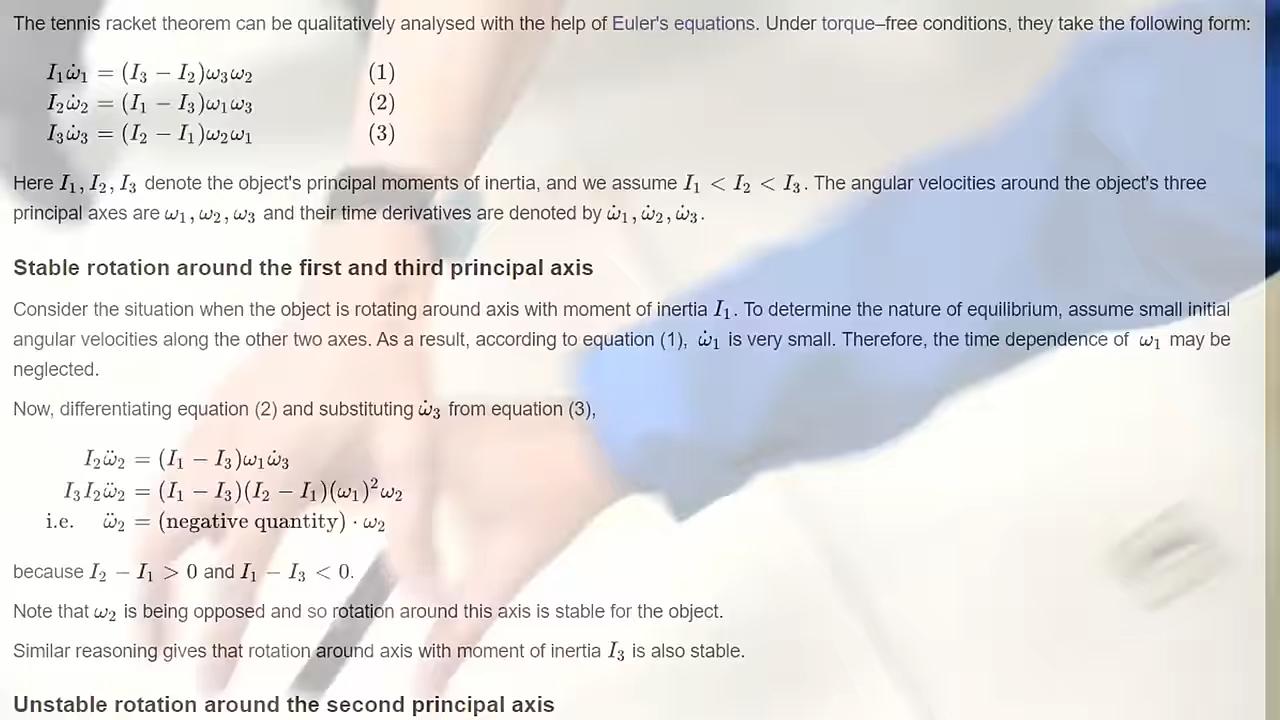 The tennis racket theorem can be qualitatively analysed with the help of Euler's equations. Under torque–free conditions, they take the following form:
I₁ω̇₁ = (I₃ − I₂)ω₃ω₂ (1)
I₂ω̇₂ = (I₁ − I₃)ω₁ω₃ (2)
I₃ω̇₃ = (I₂ − I₁)ω₂ω₁ (3)
Here I₁, I₂, I₃ denote the object's principal moments of inertia, and we assume I₁ < I₂ < I₃. The angular velocities around the object's three
principal axes are ω₁, ω₂, ω₃ and their time derivatives are denoted by ω̇₁, ω̇₂, ω̇₃.
Stable rotation around the first and third principal axis
Consider the situation when the object is rotating around axis with moment of inertia I₁. To determine the nature of equilibrium, assume small initial
angular velocities along the other two axes. As a result, according to equation (1), ω̇₁ is very small. Therefore, the time dependence of ω₁ may be
neglected.
Now, differentiating equation (2) and substituting ω̇₃ from equation (3),
I₂ω̈₂ = (I₁ − I₃)ω₁ω̇₃
I₃I₂ω̈₂ = (I₁ − I₃)(I₂ − I₁)(ω₁)²ω₂
i.e. ω̈₂ = (negative quantity) · ω₂
because I₂ − I₁ > 0 and I₁ − I₃ < 0.
Note that ω₂ is being opposed and so rotation around this axis is stable for the object.
Similar reasoning gives that rotation around axis with moment of inertia I₃ is also stable.
Unstable rotation around the second principal axis